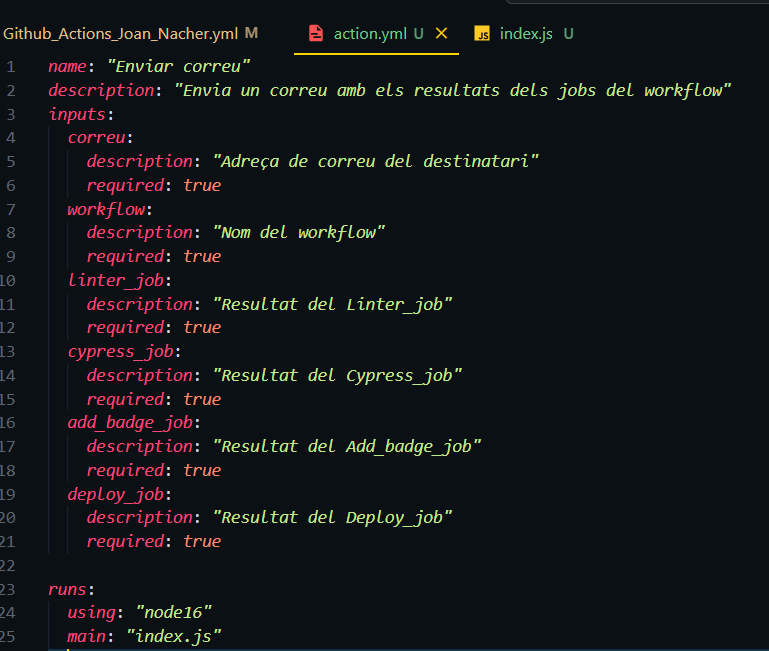 Github_Actions_Joan_Nacher.yml M
action.yml U
JS index.js U
1 name: "Enviar correu"
2 description: "Envia un correu amb els resultats dels jobs del workflow"
3 inputs:
4 correu:
5 description: "Adreça de correu del destinatari"
6 required: true
7 workflow:
8 description: "Nom del workflow"
9 required: true
10 linter_job:
11 description: "Resultat del Linter_job"
12 required: true
13 cypress_job:
14 description: "Resultat del Cypress_job"
15 required: true
16 add_badge_job:
17 description: "Resultat del Add_badge_job"
18 required: true
19 deploy_job:
20 description: "Resultat del Deploy_job"
21 required: true
22
23 runs:
24 using: "node16"
25 main: "index.js"